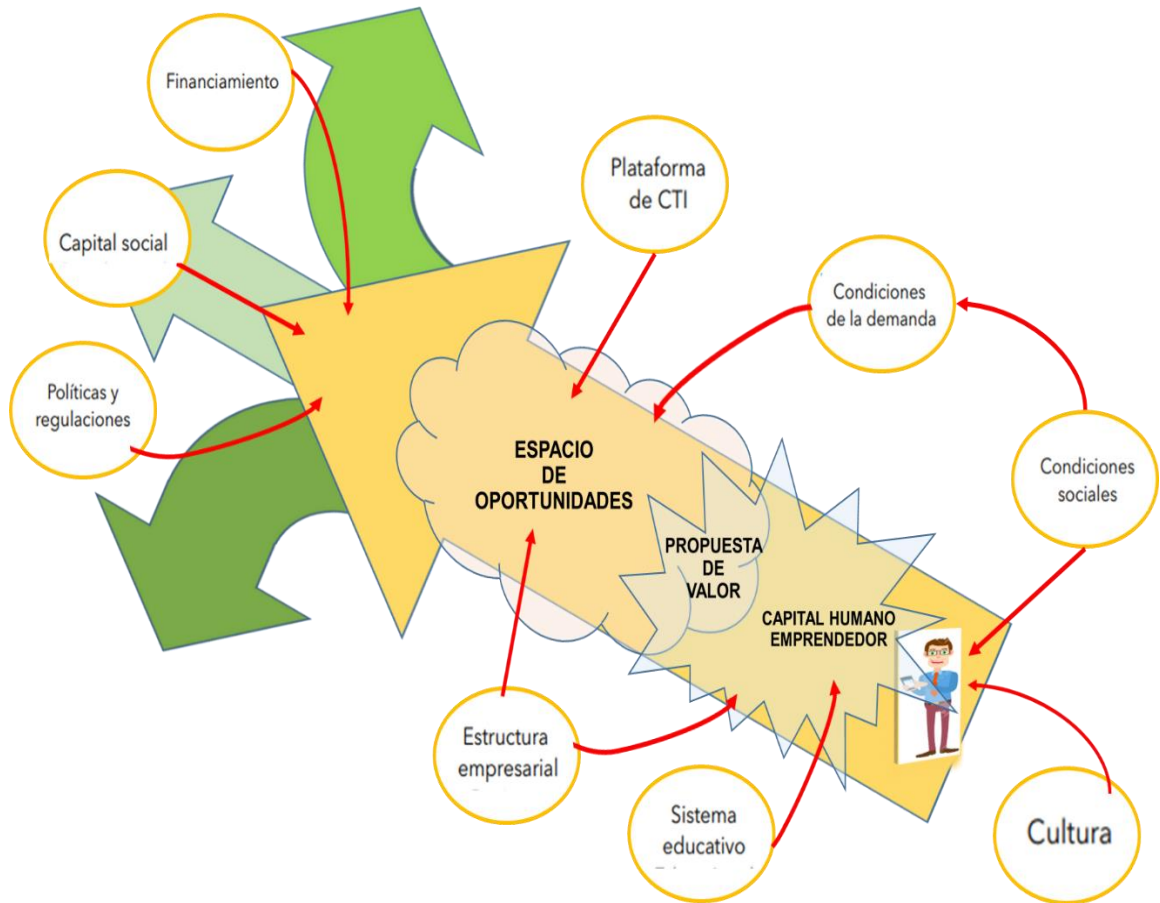 Financiamiento
Plataforma
de CTI
Capital social
Condiciones
de la demanda
Políticas y
regulaciones
Condiciones
sociales
ESPACIO
DE
OPORTUNIDADES
PROPUESTA
DE
VALOR
CAPITAL HUMANO
EMPRENDEDOR
Estructura
empresarial
Sistema
educativo
Cultura